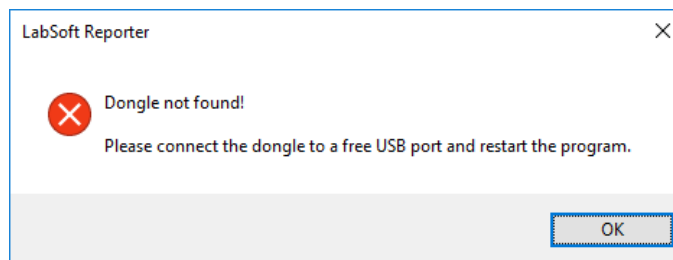 LabSoft Reporter
Dongle not found!
Please connect the dongle to a free USB port and restart the program.
OK